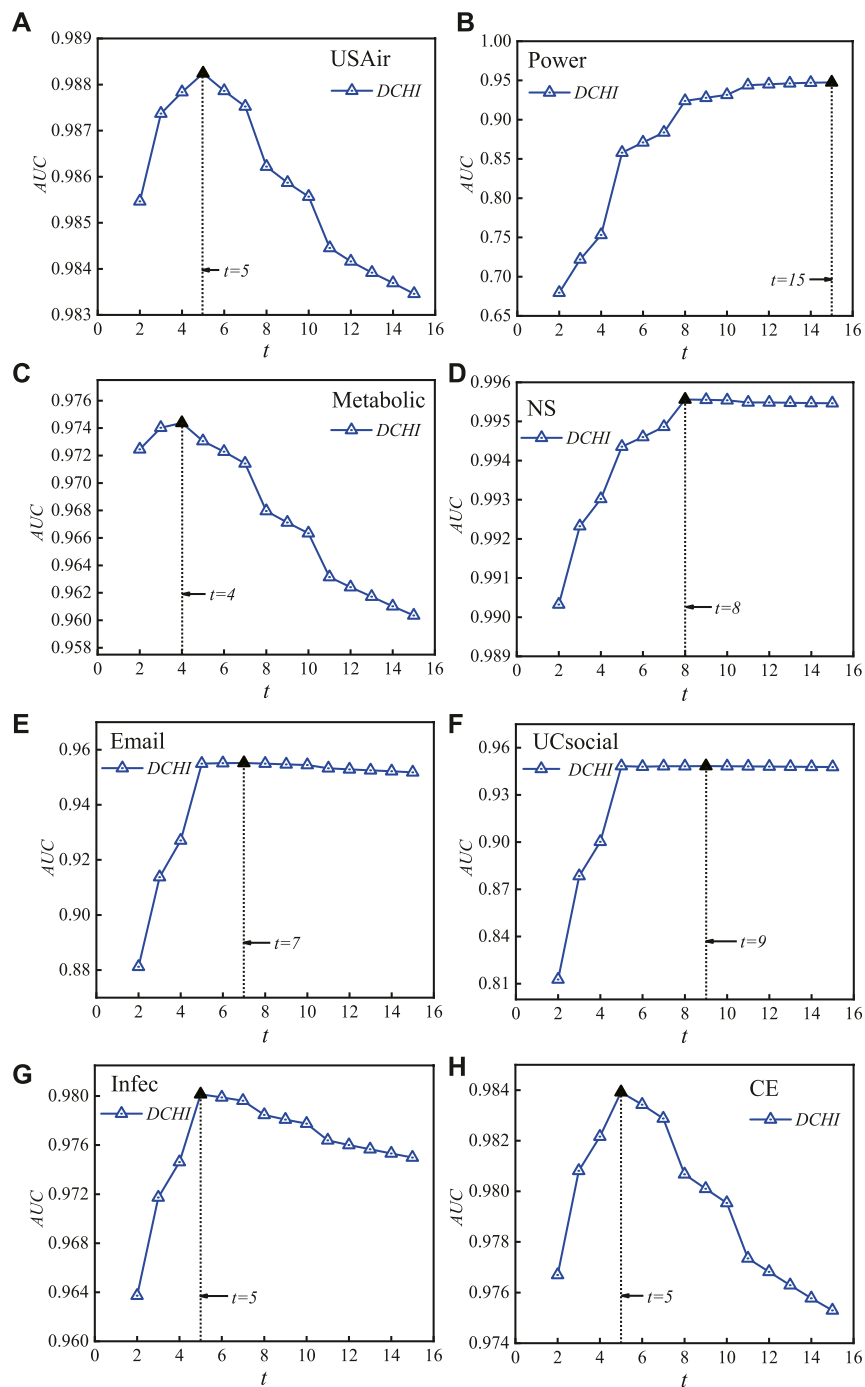 A
0.989
0.988
0.987
0.986
0.985
0.984
0.983
AUC
USAir
DCHI
t=5
0 2 4 6 8 10 12 14 16
t
B
1.00
0.95
0.90
0.85
0.80
0.75
0.70
0.65
AUC
Power
DCHI
t=15
0 2 4 6 8 10 12 14 16
t
C
0.976
0.974
0.972
0.970
0.968
0.966
0.964
0.962
0.960
0.958
AUC
Metabolic
DCHI
t=4
0 2 4 6 8 10 12 14 16
t
D
0.996
0.995
0.994
0.993
0.992
0.991
0.990
0.989
AUC
NS
DCHI
t=8
0 2 4 6 8 10 12 14 16
t
E
0.96
0.94
0.92
0.90
0.88
AUC
Email
DCHI
t=7
0 2 4 6 8 10 12 14 16
t
F
0.96
0.93
0.90
0.87
0.84
0.81
AUC
UCsocial
DCHI
t=9
0 2 4 6 8 10 12 14 16
t
G
0.980
0.976
0.972
0.968
0.964
0.960
AUC
Infec
DCHI
t=5
0 2 4 6 8 10 12 14 16
t
H
0.984
0.982
0.980
0.978
0.976
0.974
AUC
CE
DCHI
t=5
0 2 4 6 8 10 12 14 16
t